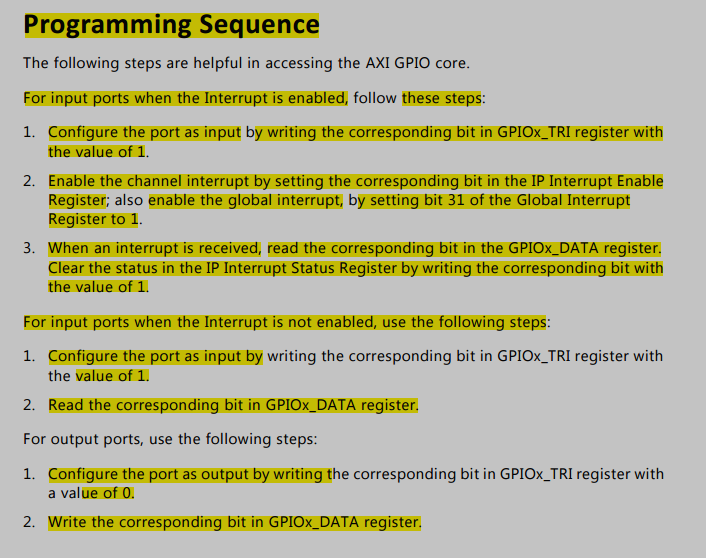 Programming Sequence
The following steps are helpful in accessing the AXI GPIO core.
For input ports when the Interrupt is enabled, follow these steps:
1. Configure the port as input by writing the corresponding bit in GPIOx_TRI register with
the value of 1.
2. Enable the channel interrupt by setting the corresponding bit in the IP Interrupt Enable
Register; also enable the global interrupt, by setting bit 31 of the Global Interrupt
Register to 1.
3. When an interrupt is received, read the corresponding bit in the GPIOx_DATA register.
Clear the status in the IP Interrupt Status Register by writing the corresponding bit with
the value of 1.
For input ports when the Interrupt is not enabled, use the following steps:
1. Configure the port as input by writing the corresponding bit in GPIOx_TRI register with
the value of 1.
2. Read the corresponding bit in GPIOx_DATA register.
For output ports, use the following steps:
1. Configure the port as output by writing the corresponding bit in GPIOx_TRI register with
a value of 0.
2. Write the corresponding bit in GPIOx_DATA register.